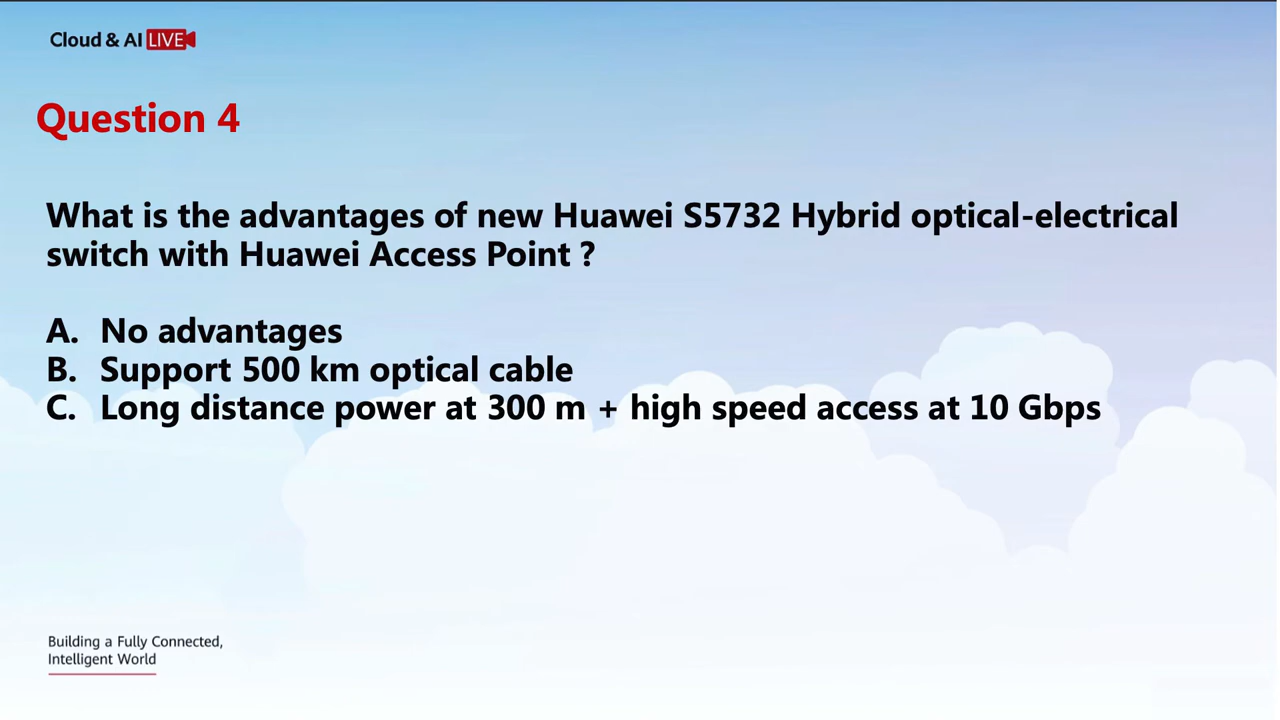 Cloud & AI LIVE
Question 4
What is the advantages of new Huawei S5732 Hybrid optical-electrical
switch with Huawei Access Point ?
A. No advantages
B. Support 500 km optical cable
C. Long distance power at 300 m + high speed access at 10 Gbps
Building a Fully Connected,
Intelligent World